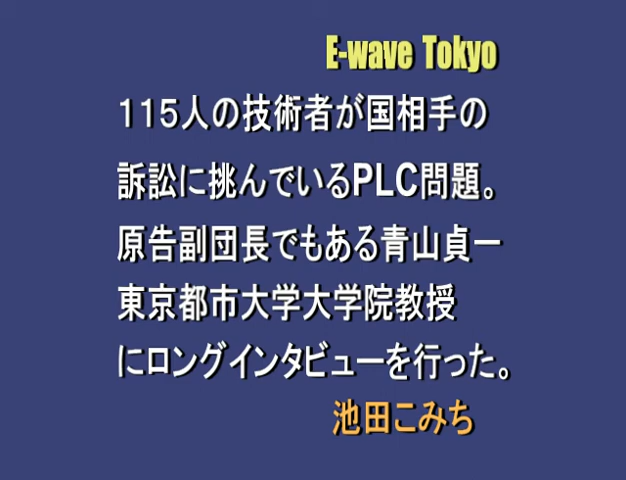 E-wave Tokyo
115人の技術者が国相手の
訴訟に挑んでいるPLC問題。
原告副団長でもある青山貞一
東京都市大学大学院教授
にロングインタビューを行った。
池田こみち